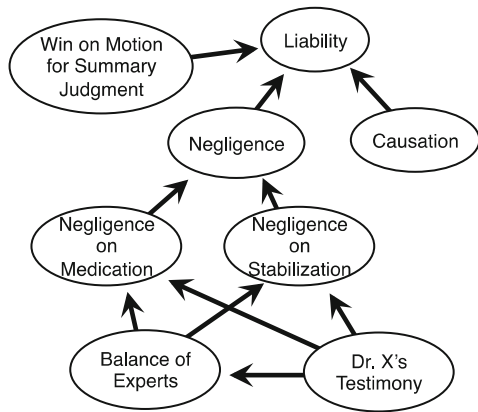 Win on Motion
for Summary
Judgment
Liability
Negligence
Causation
Negligence
on
Medication
Negligence
on
Stabilization
Balance of
Experts
Dr. X's
Testimony